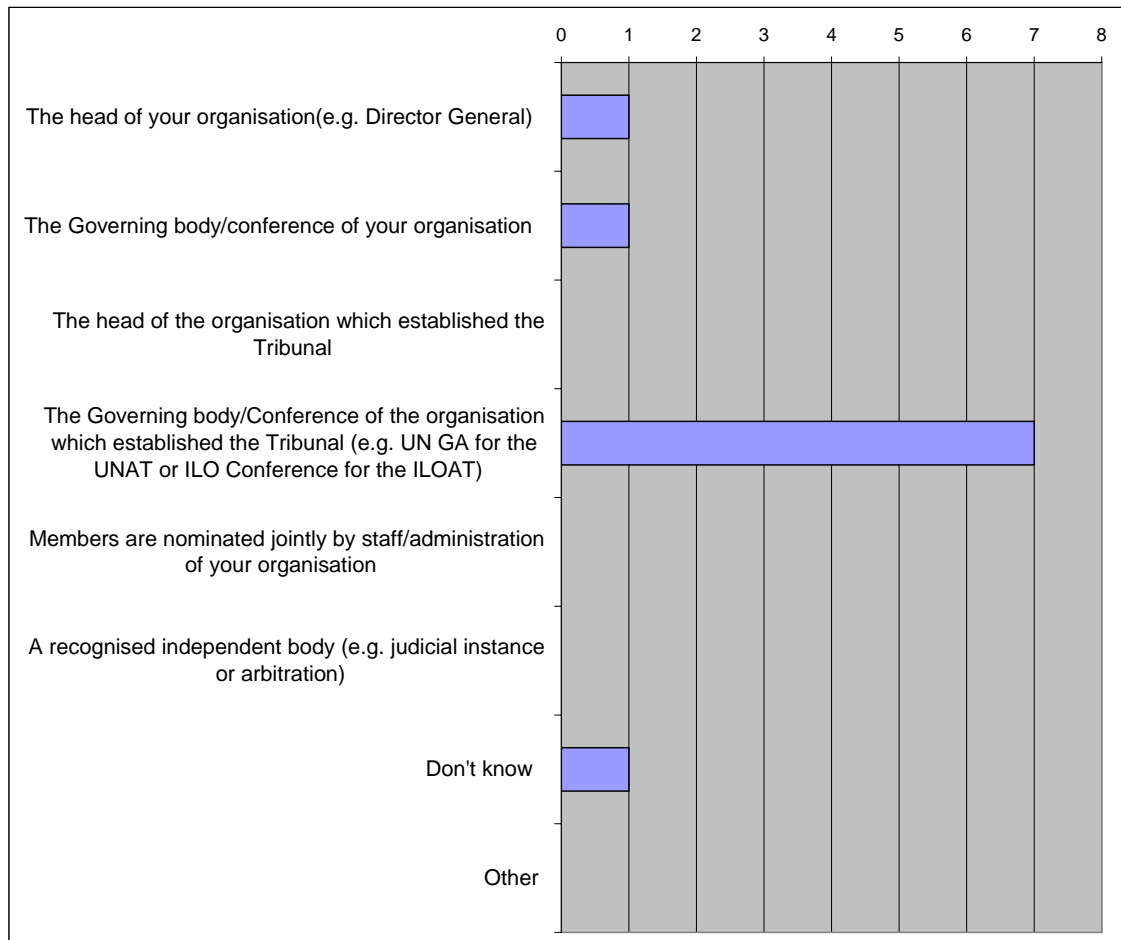 0 1 2 3 4 5 6 7 8
The head of your organisation(e.g. Director General)
The Governing body/conference of your organisation
The head of the organisation which established the
Tribunal
The Governing body/Conference of the organisation
which established the Tribunal (e.g. UN GA for the
UNAT or ILO Conference for the ILOAT)
Members are nominated jointly by staff/administration
of your organisation
A recognised independent body (e.g. judicial instance
or arbitration)
Don't know
Other